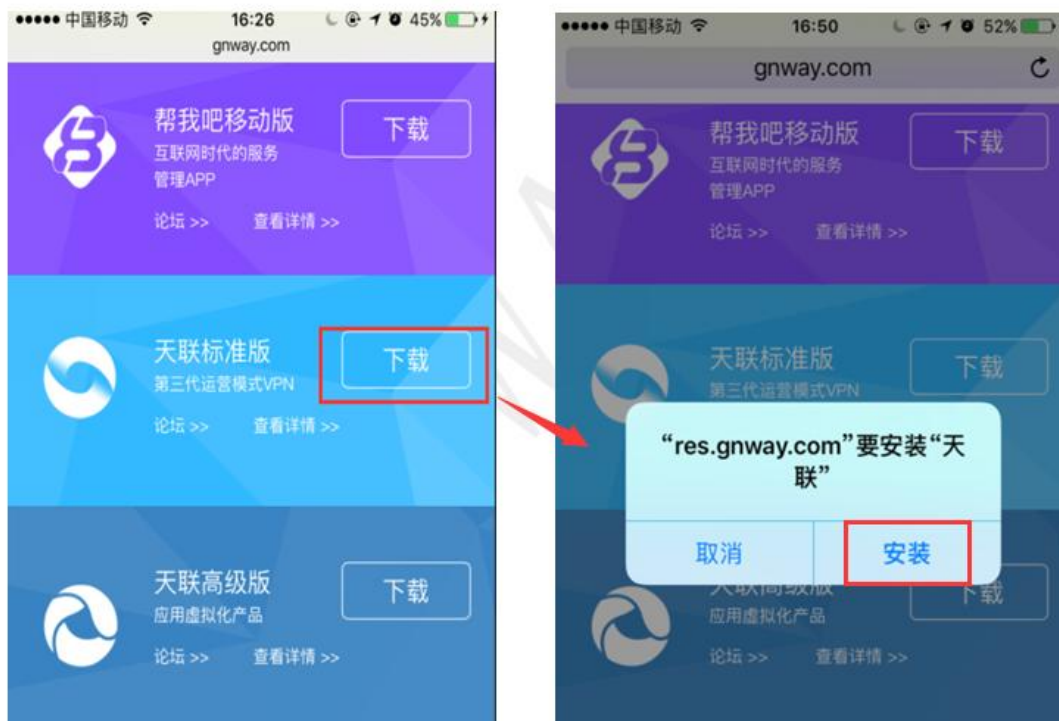 中国移动 16:26 45%
gnway.com
帮我吧移动版
下载
互联网时代的服务
管理APP
论坛 >> 查看详情 >>
天联标准版
下载
第三代运营模式VPN
论坛 >> 查看详情 >>
天联高级版
下载
应用虚拟化产品
论坛 >> 查看详情 >>
中国移动 16:50 52%
gnway.com
帮我吧移动版
下载
互联网时代的服务
管理APP
论坛 >> 查看详情 >>
天联标准版
下载
第三代运营模式VPN
“res.gnway.com”要安装“天
联”
取消 安装
天联高级版
下载
应用虚拟化产品
论坛 >> 查看详情 >>